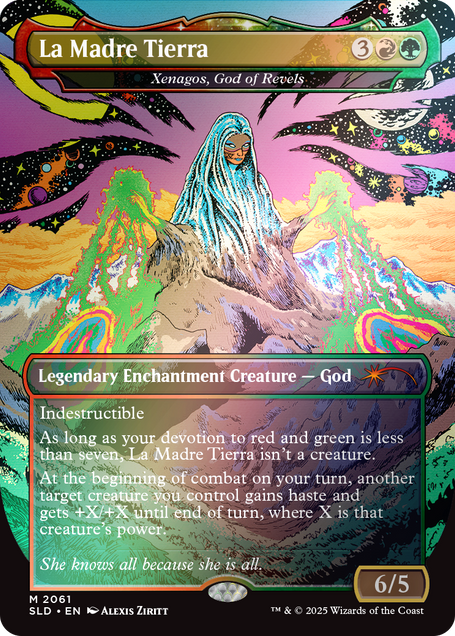 La Madre Tierra 3
Xenagos, God of Revels
Legendary Enchantment Creature — God
Indestructible
As long as your devotion to red and green is less
than seven, La Madre Tierra isn't a creature.
At the beginning of combat on your turn, another
target creature you control gains haste and
gets +X/+X until end of turn, where X is that
creature's power.
She knows all because she is all.
6/5
M 2061
SLD • EN ALEXIS ZIRITT
™ & © 2025 Wizards of the Coast